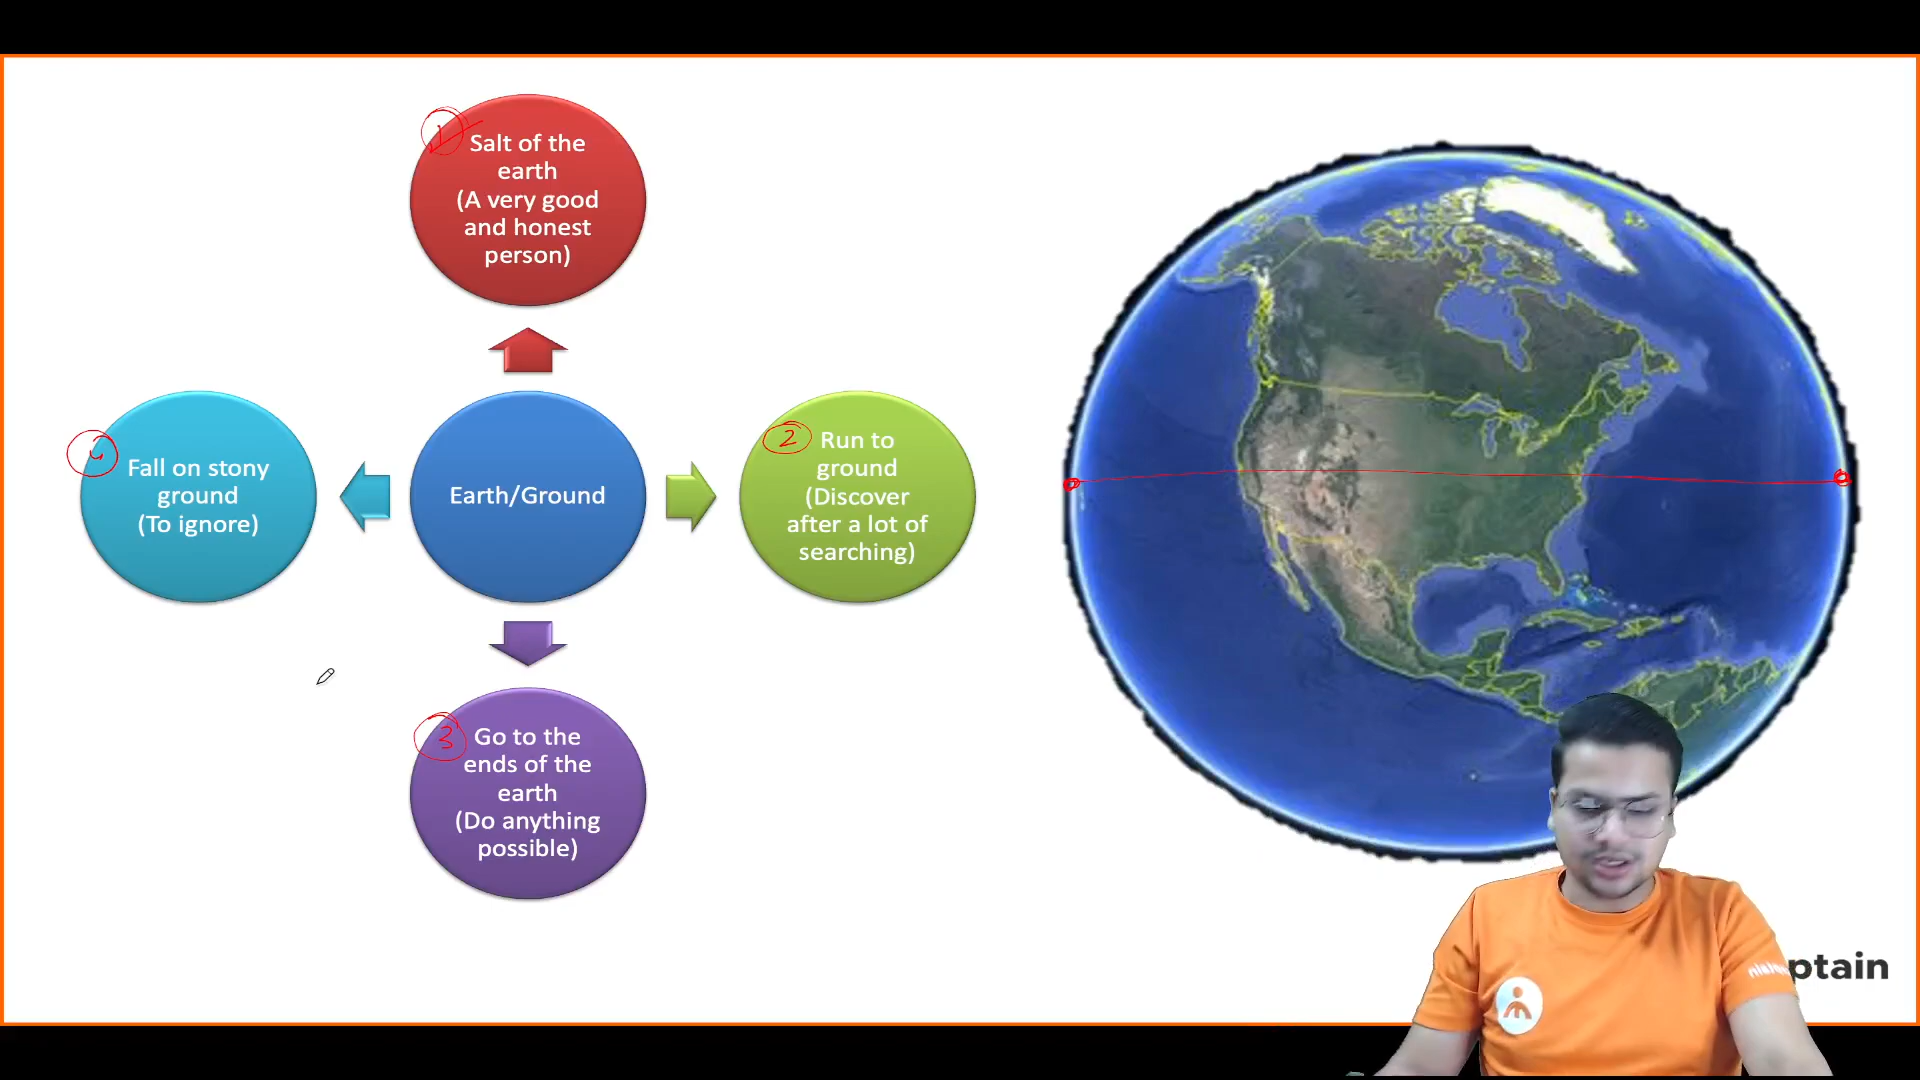 1
Salt of the
earth
(A very good
and honest
person)
4
Fall on stony
ground
(To ignore)
Earth/Ground
2
Run to
ground
(Discover
after a lot of
searching)
3
Go to the
ends of the
earth
(Do anything
possible)
ptain